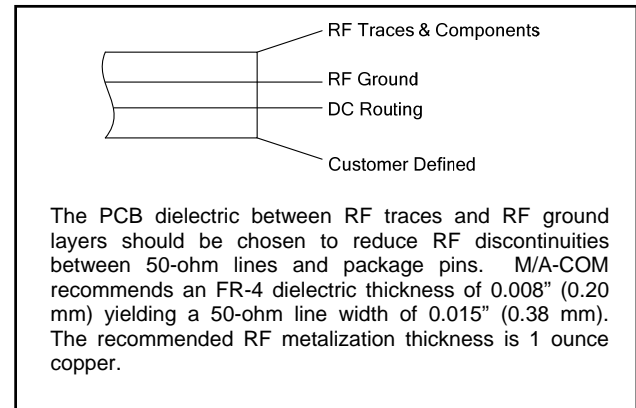 RF Traces & Components
RF Ground
DC Routing
Customer Defined
The PCB dielectric between RF traces and RF ground
layers should be chosen to reduce RF discontinuities
between 50-ohm lines and package pins. M/A-COM
recommends an FR-4 dielectric thickness of 0.008” (0.20
mm) yielding a 50-ohm line width of 0.015” (0.38 mm).
The recommended RF metalization thickness is 1 ounce
copper.